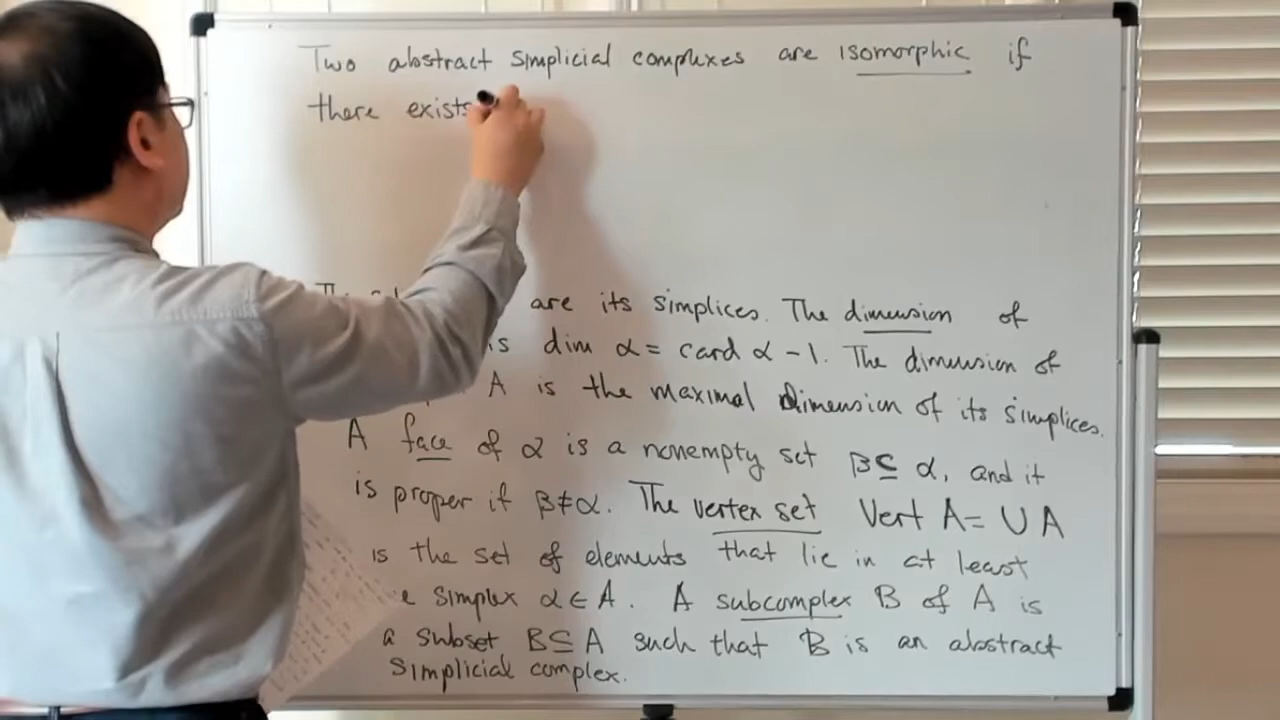 Two abstract simplicial complexes are isomorphic if
there exists
are its simplices. The dimension of
is dim α = card α - 1. The dimension of
A is the maximal dimension of its simplices.
A face of α is a nonempty set β ⊆ α, and it
is proper if β ≠ α. The vertex set Vert A = ∪ A
is the set of elements that lie in at least
simplex α ∈ A. A subcomplex B of A is
a subset B ⊆ A such that B is an abstract
simplicial complex.